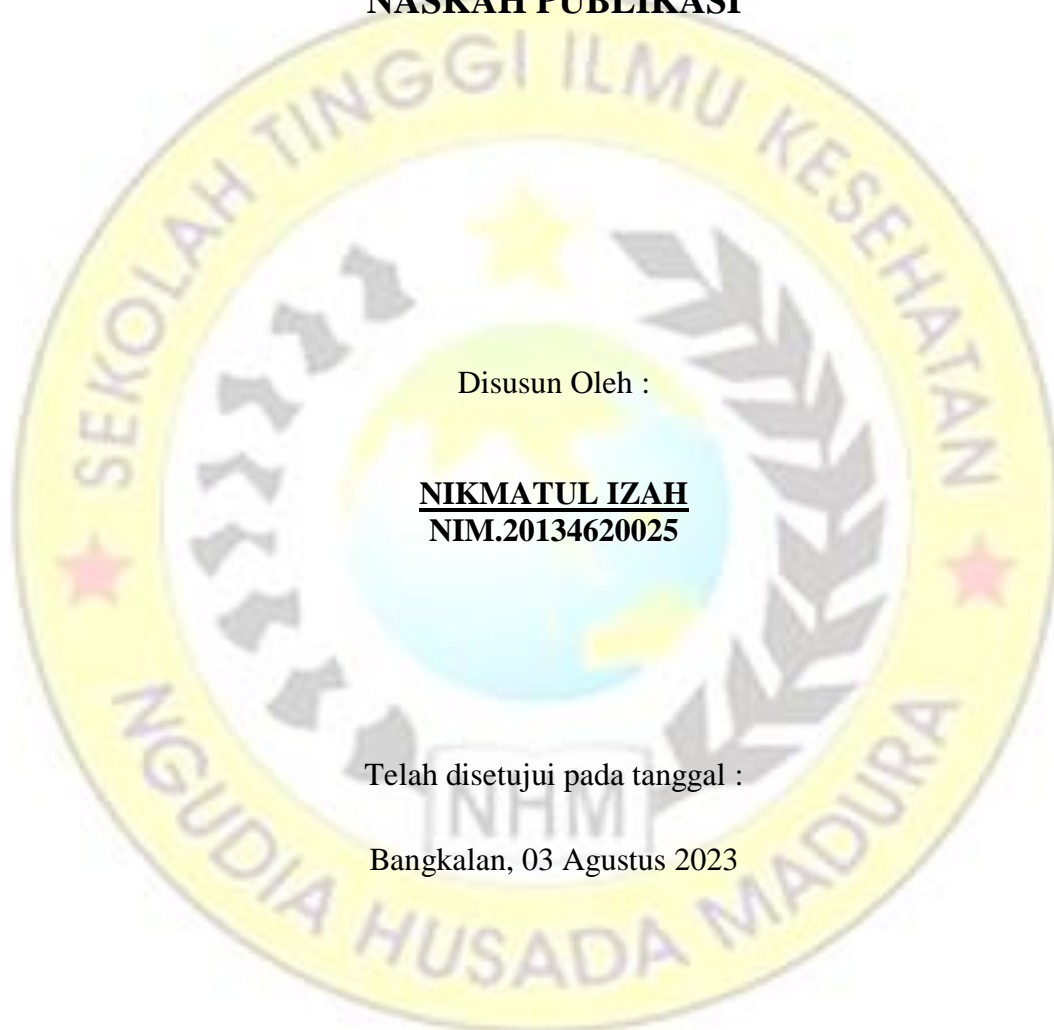 NASKAH PUBLIKASI
SEKOLAH TINGGI ILMU KESEHATAN
Disusun Oleh :
NIKMATUL IZAH
NIM.20134620025
Telah disetujui pada tanggal :
NHM
Bangkalan, 03 Agustus 2023
NGUDIA HUSADA MADURA